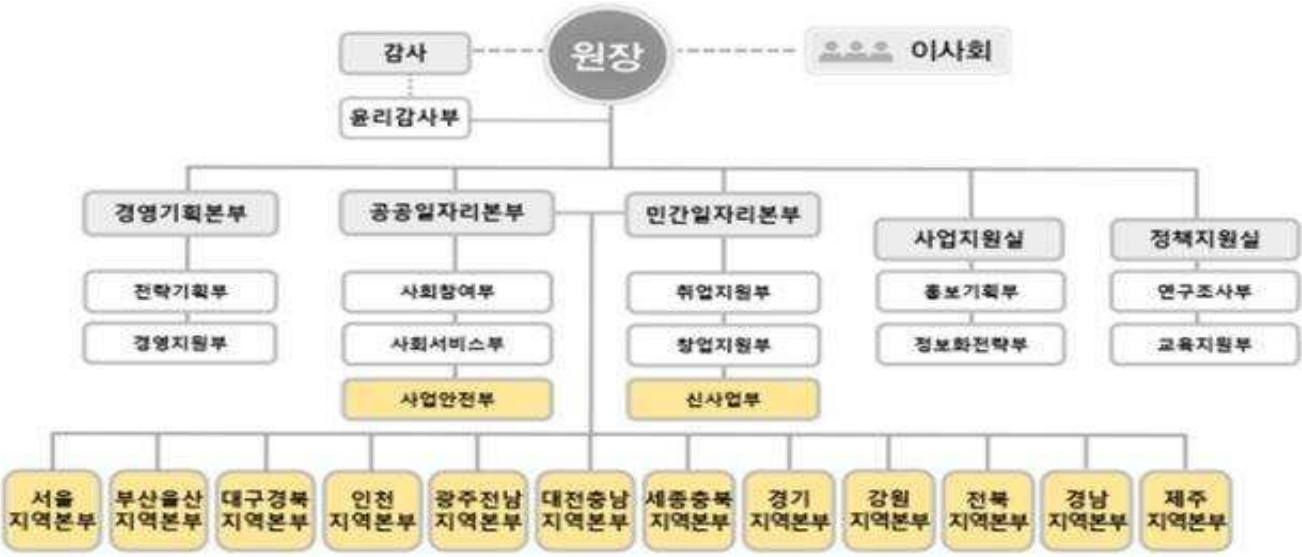 감사
원장
이사회
윤리감사부
경영기획본부
공공일자리본부
민간일자리본부
사업지원실
정책지원실
전략기획부
사회참여부
취업지원부
홍보기획부
연구조사부
경영지원부
사회서비스부
창업지원부
정보화전략부
교육지원부
사업안전부
신사업부
서울
지역본부
부산울산
지역본부
대구경북
지역본부
인천
지역본부
광주전남
지역본부
대전충남
지역본부
세종충북
지역본부
경기
지역본부
강원
지역본부
전북
지역본부
경남
지역본부
제주
지역본부